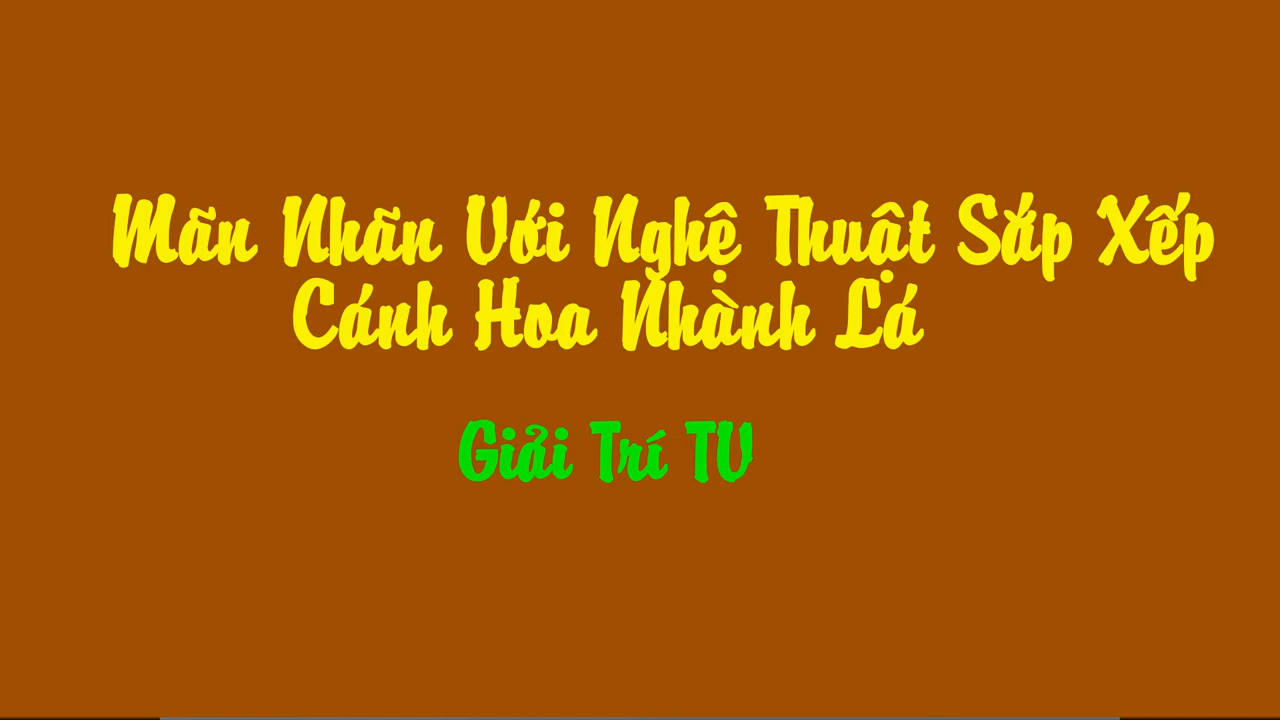 Mãn Nhãn Với Nghệ Thuật Sắp Xếp
Cánh Hoa Nhành Lá
Giải Trí TV